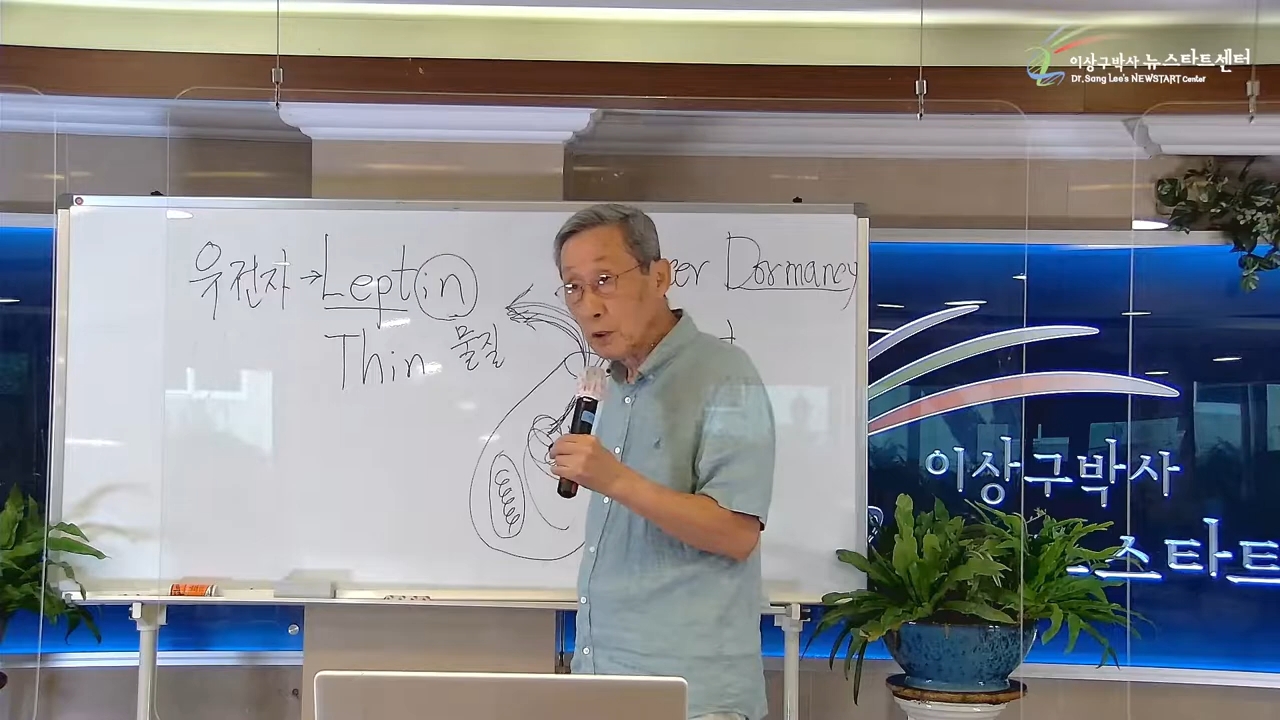 이상구박사 뉴스타트센터
Dr. Sang Lee's NEWSTART Center
유전자 → Leptin
Thin 물질
Dormancy
이상구박사
스타트